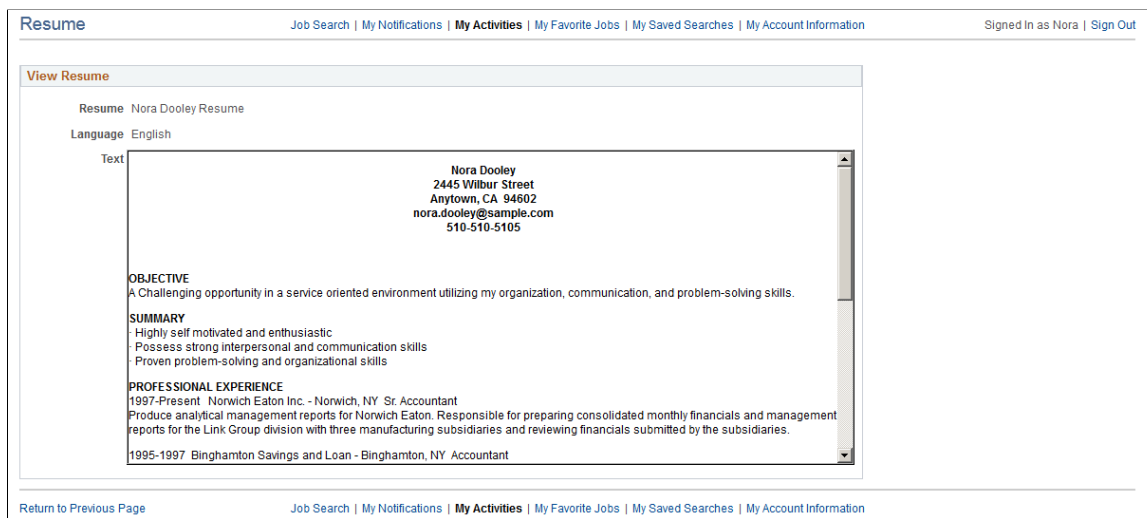 Resume
Job Search | My Notifications | My Activities | My Favorite Jobs | My Saved Searches | My Account Information
Signed In as Nora | Sign Out
View Resume
Resume Nora Dooley Resume
Language English
Text
Nora Dooley
2445 Wilbur Street
Anytown, CA  94602
nora.dooley@sample.com
510-510-5105
OBJECTIVE
A Challenging opportunity in a service oriented environment utilizing my organization, communication, and problem-solving skills.
SUMMARY
· Highly self motivated and enthusiastic
· Possess strong interpersonal and communication skills
· Proven problem-solving and organizational skills
PROFESSIONAL EXPERIENCE
1997-Present  Norwich Eaton Inc. - Norwich, NY  Sr. Accountant
Produce analytical management reports for Norwich Eaton. Responsible for preparing consolidated monthly financials and management
reports for the Link Group division with three manufacturing subsidiaries and reviewing financials submitted by the subsidiaries.
1995-1997  Binghamton Savings and Loan - Binghamton, NY  Accountant
Return to Previous Page
Job Search | My Notifications | My Activities | My Favorite Jobs | My Saved Searches | My Account Information